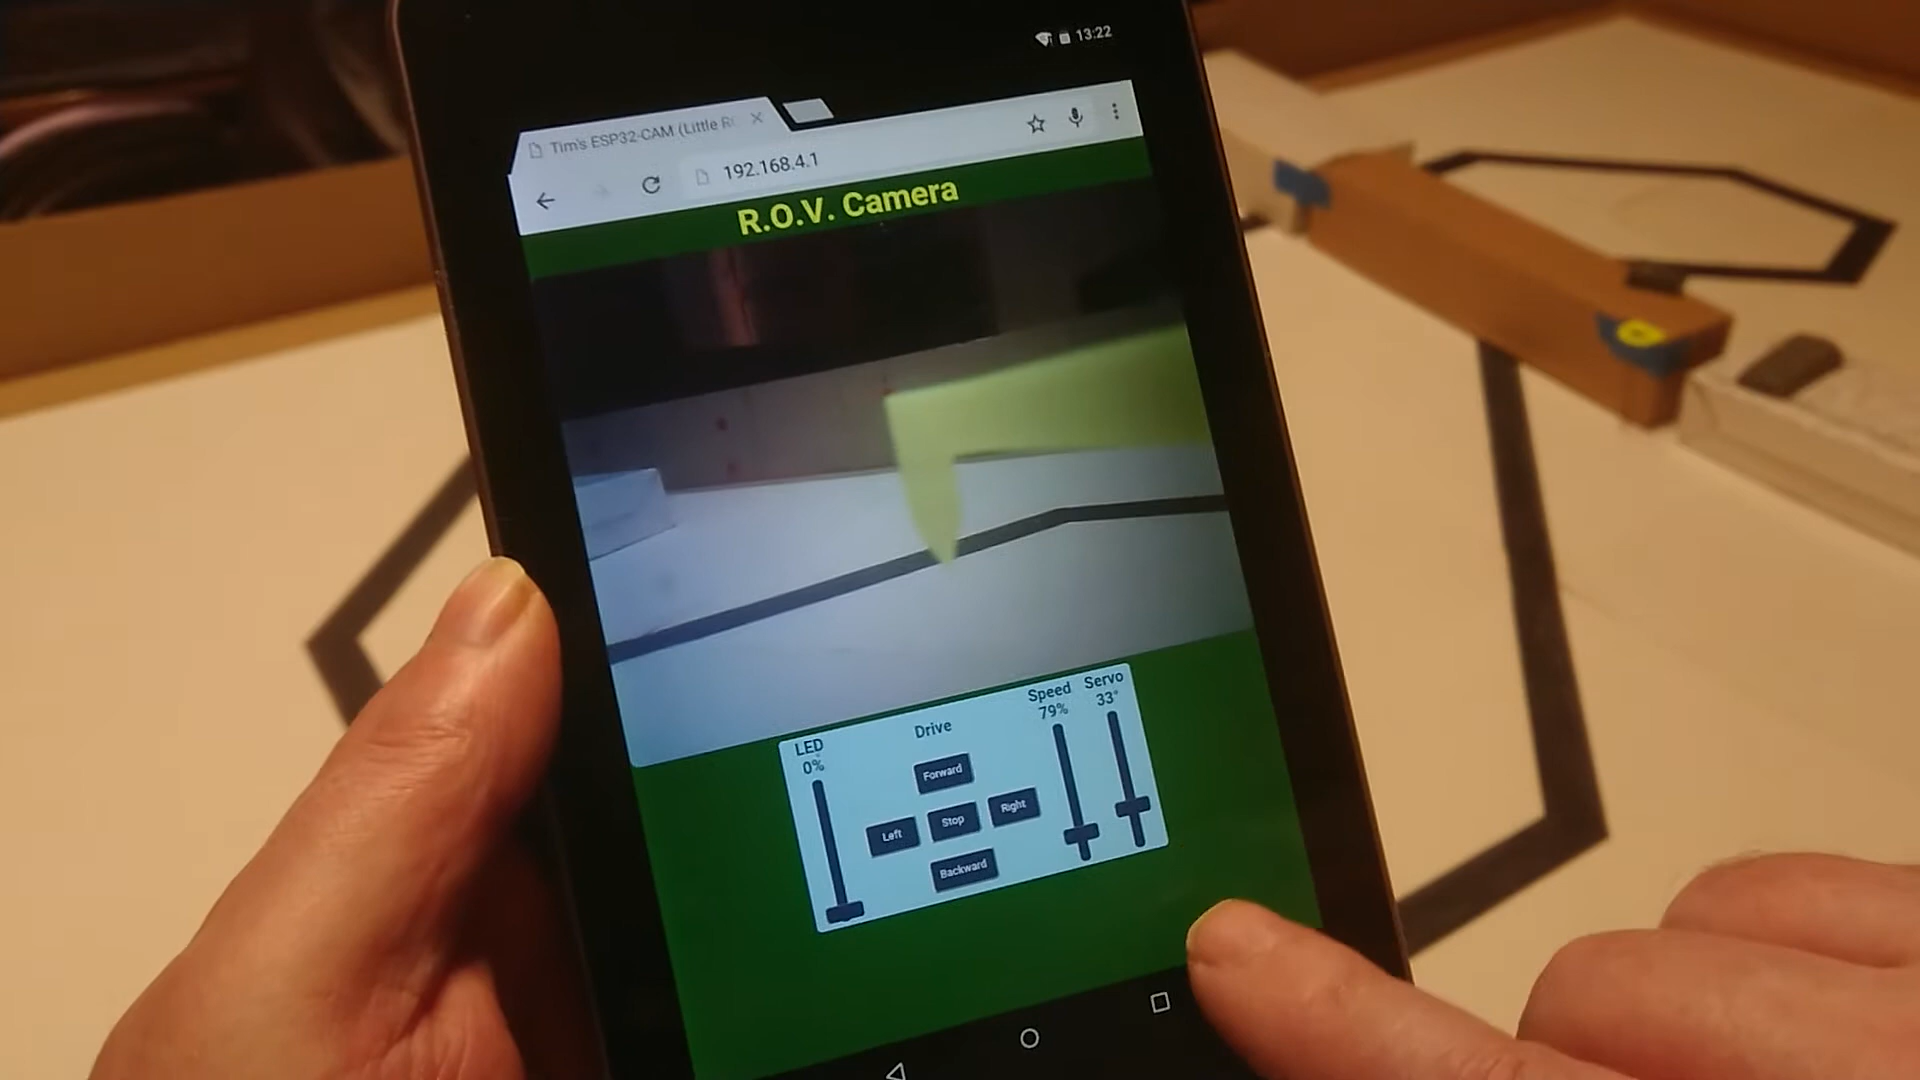 13:22
Tim's ESP32-CAM (Little R
192.168.4.1
R.O.V. Camera
LED
0%
Drive
Speed
79%
Servo
33°
Forward
Left
Stop
Right
Backward